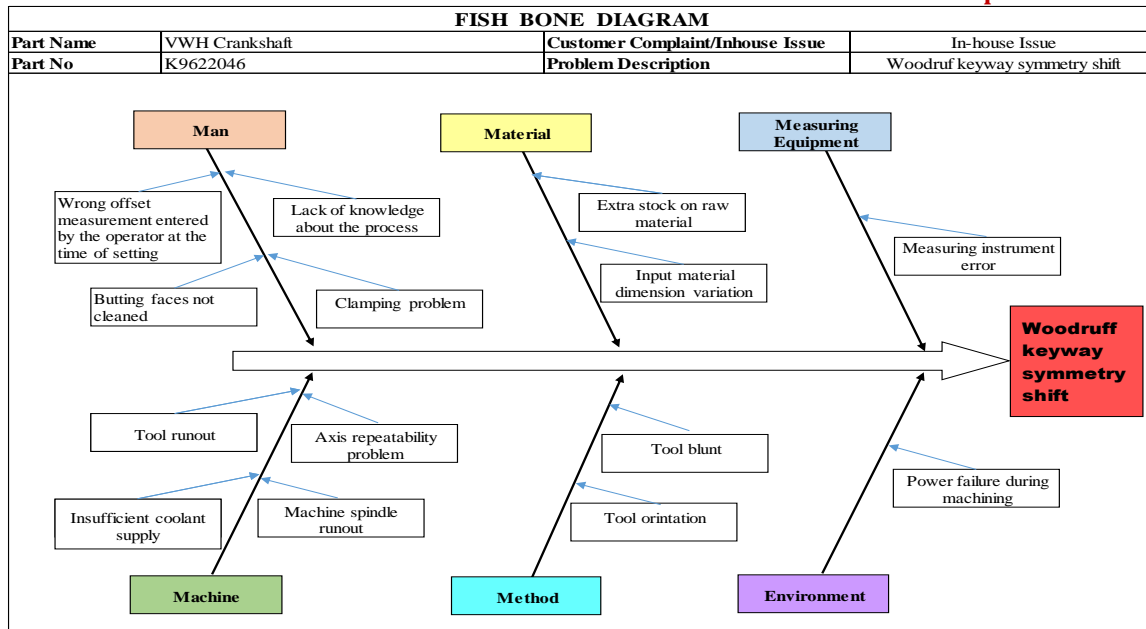 FISH BONE DIAGRAM
Part Name VWH Crankshaft Customer Complaint/Inhouse Issue In-house Issue
Part No K9622046 Problem Description Woodruf keyway symmetry shift
Man
Material
Measuring
Equipment
Wrong offset
measurement entered
by the operator at the
time of setting
Lack of knowledge
about the process
Butting faces not
cleaned
Clamping problem
Extra stock on raw
material
Input material
dimension variation
Measuring instrument
error
Woodruff
keyway
symmetry
shift
Tool runout
Axis repeatability
problem
Insufficient coolant
supply
Machine spindle
runout
Tool blunt
Tool orintation
Power failure during
machining
Machine
Method
Environment